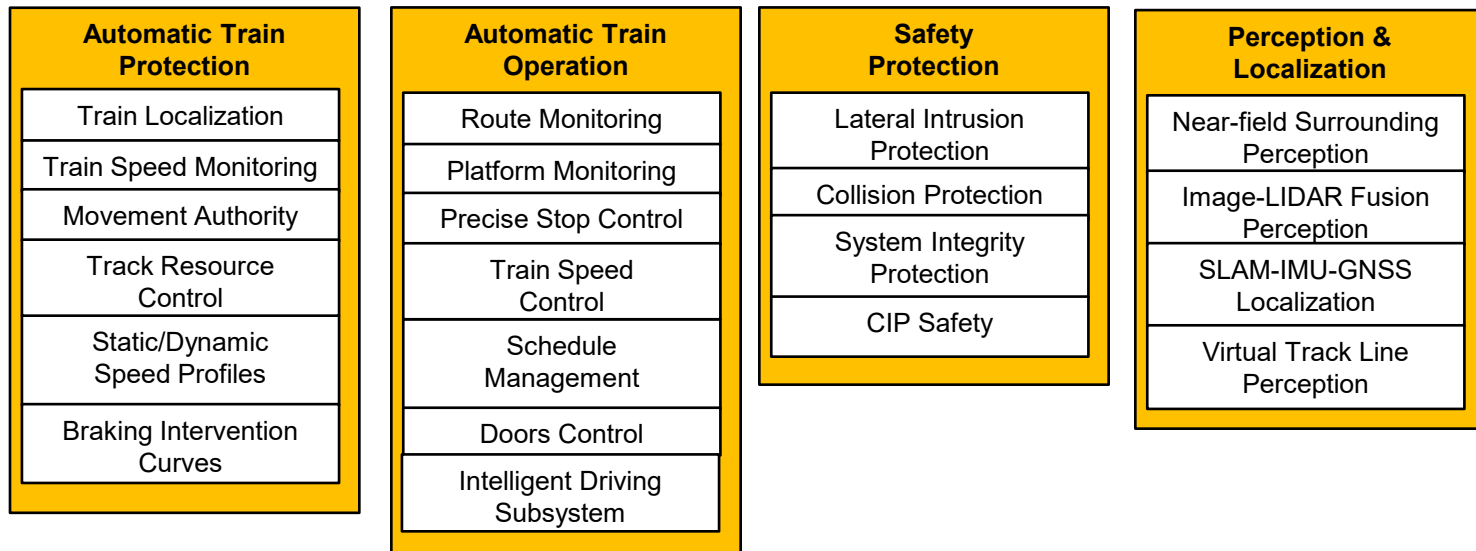 Automatic Train
Protection
Train Localization
Train Speed Monitoring
Movement Authority
Track Resource
Control
Static/Dynamic
Speed Profiles
Braking Intervention
Curves
Automatic Train
Operation
Route Monitoring
Platform Monitoring
Precise Stop Control
Train Speed
Control
Schedule
Management
Doors Control
Intelligent Driving
Subsystem
Safety
Protection
Lateral Intrusion
Protection
Collision Protection
System Integrity
Protection
CIP Safety
Perception &
Localization
Near-field Surrounding
Perception
Image-LIDAR Fusion
Perception
SLAM-IMU-GNSS
Localization
Virtual Track Line
Perception